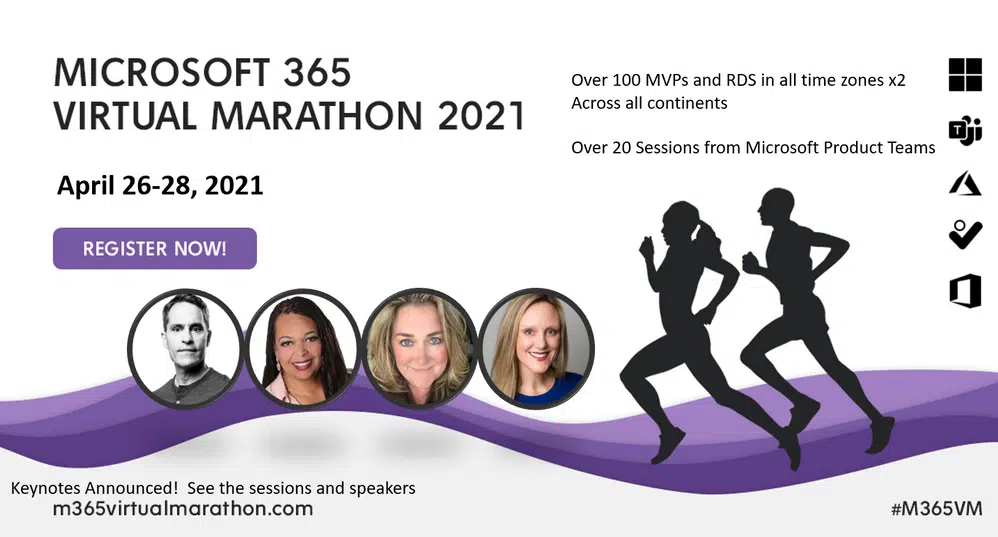 MICROSOFT 365
VIRTUAL MARATHON 2021
April 26-28, 2021
REGISTER NOW!
Over 100 MVPs and RDS in all time zones x2
Across all continents
Over 20 Sessions from Microsoft Product Teams
Keynotes Announced!  See the sessions and speakers
m365virtualmarathon.com
#M365VM